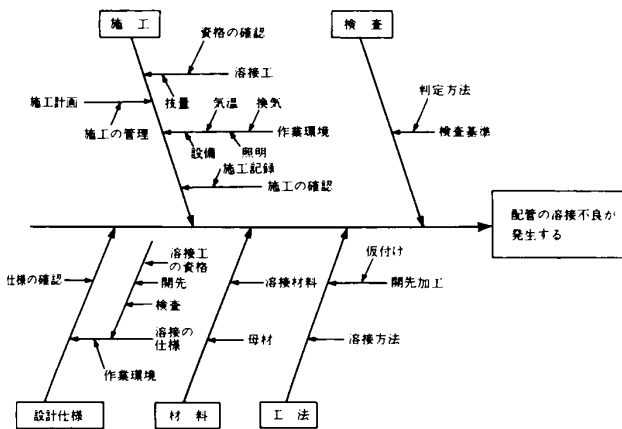 施工
検査
資格の確認
溶接工
技量
施工計画
施工の管理
気温
換気
作業環境
設備
照明
施工記録
施工の確認
判定方法
検査基準
配管の溶接不良が
発生する
仕様の確認
溶接工
の資格
開先
検査
溶接の
仕様
作業環境
溶接材料
母材
仮付け
開先加工
溶接方法
設計仕様
材料
工法